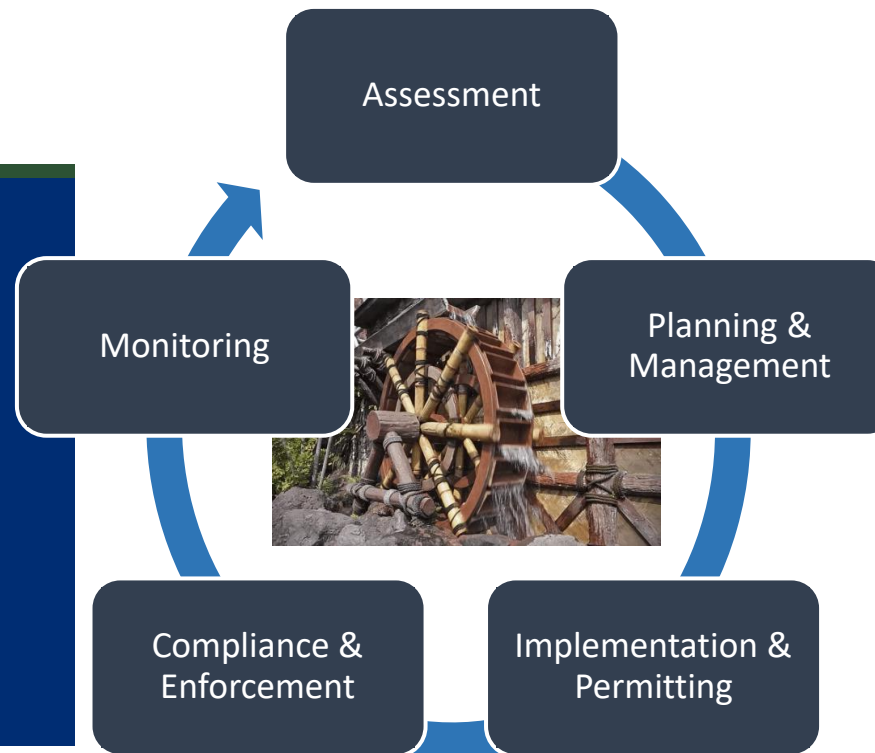 Assessment
Planning &
Management
Implementation &
Permitting
Compliance &
Enforcement
Monitoring